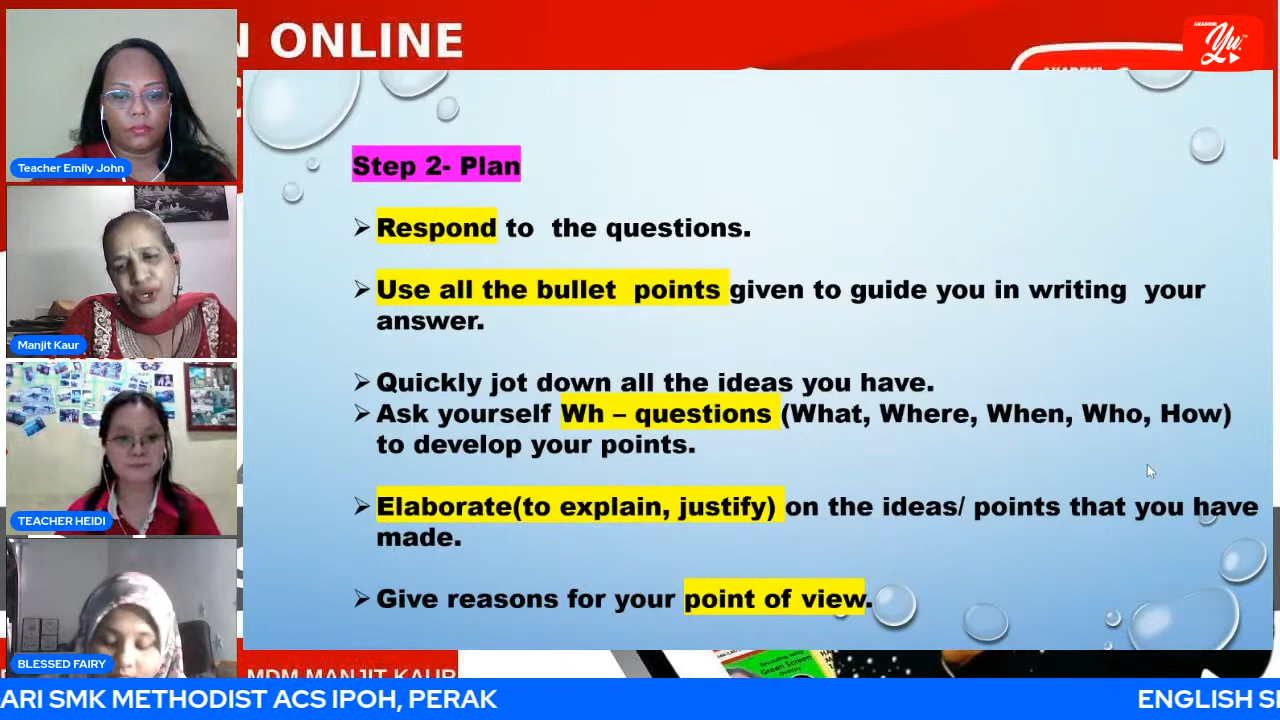 ONLINE
AKADEMI
Yu
Teacher Emily John
Manjit Kaur
TEACHER HEIDI
BLESSED FAIRY
Step 2- Plan
Respond to the questions.
Use all the bullet points given to guide you in writing your
answer.
Quickly jot down all the ideas you have.
Ask yourself Wh – questions (What, Where, When, Who, How)
to develop your points.
Elaborate(to explain, justify) on the ideas/ points that you have
made.
Give reasons for your point of view.
Green Screen
MDM MANJIT KAUR
ARI SMK METHODIST ACS IPOH, PERAK
ENGLISH